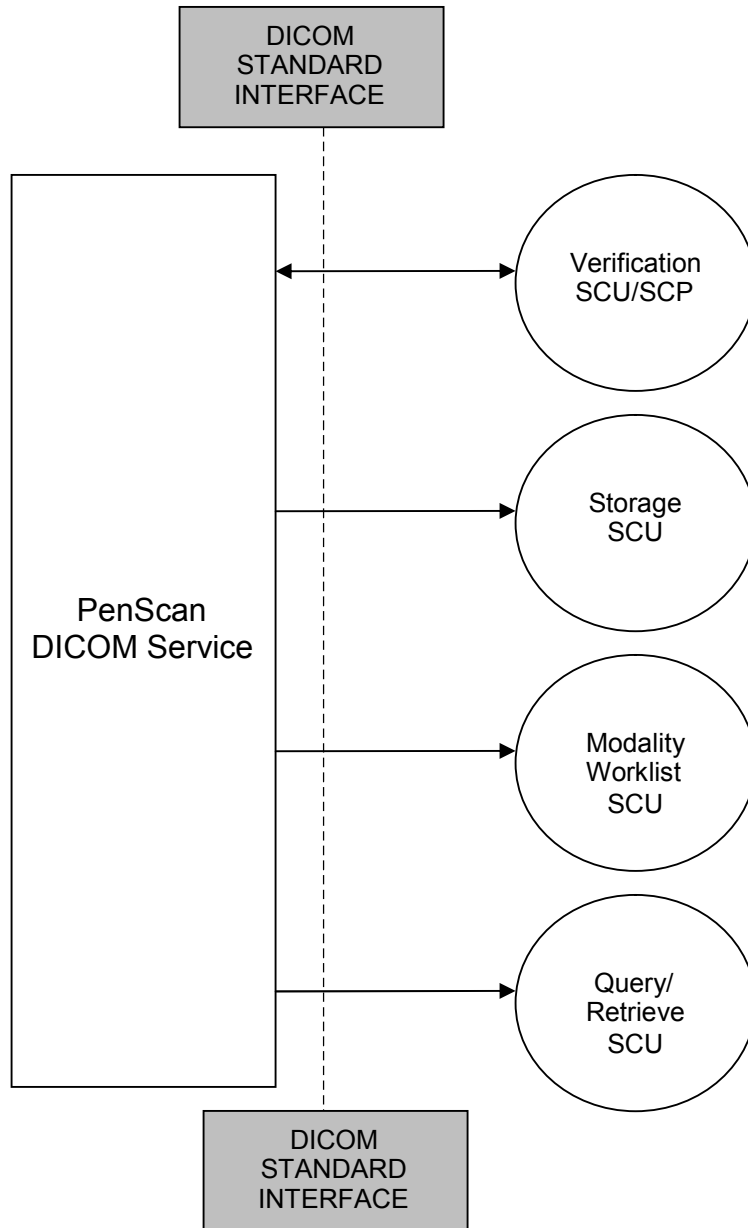 DICOM
STANDARD
INTERFACE
Verification
SCU/SCP
Storage
SCU
PenScan
DICOM Service
Modality
Worklist
SCU
Query/
Retrieve
SCU
DICOM
STANDARD
INTERFACE